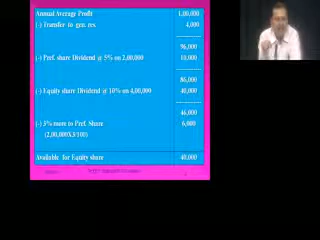 Annual Average Profit 1,00,000
(-) Transfer to gen. res. 4,000
96,000
(-) Pref. share Dividend @ 5% on 2,00,000 10,000
86,000
(-) Equity share Dividend @ 10% on 4,00,000 40,000
46,000
(-) 3% more to Pref. Share 6,000
(2,00,000X3/100)
Available for Equity share 40,000